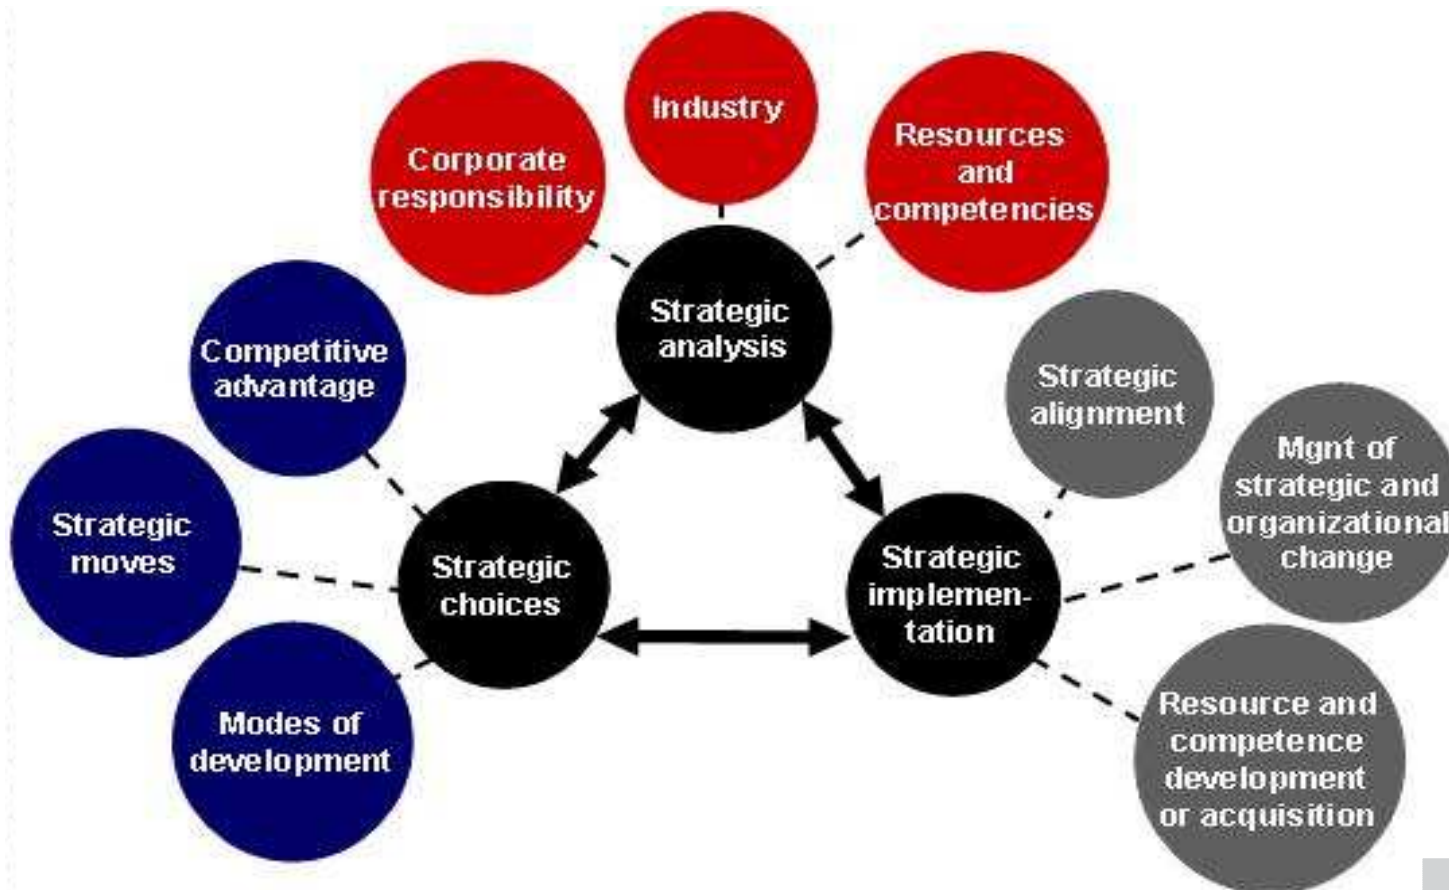 Industry
Corporate
responsibility
Resources
and
competencies
Strategic
analysis
Competitive
advantage
Strategic
alignment
Mgnt of
strategic and
organizational
change
Strategic
moves
Strategic
choices
Strategic
implemen-
tation
Modes of
development
Resource and
competence
development
or acquisition